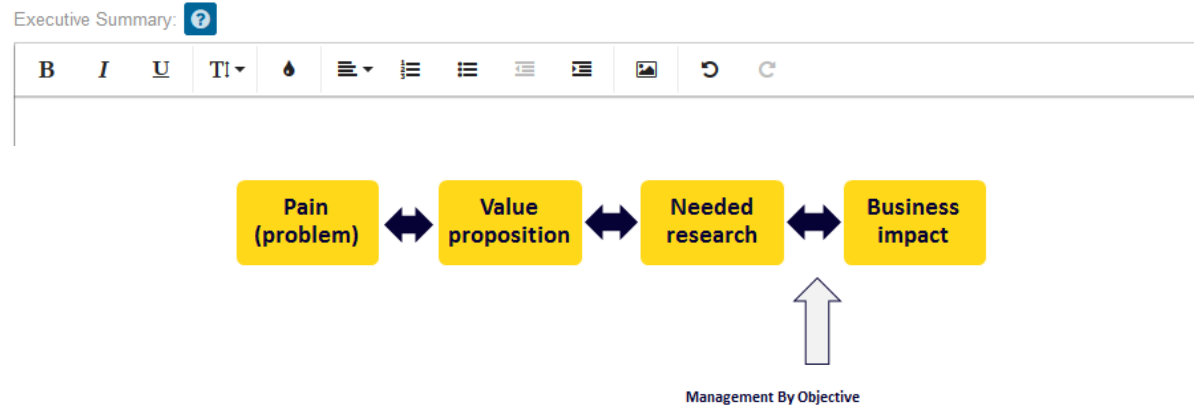 Executive Summary:
B I U T
Pain
(problem)
Value
proposition
Needed
research
Business
impact
Management By Objective